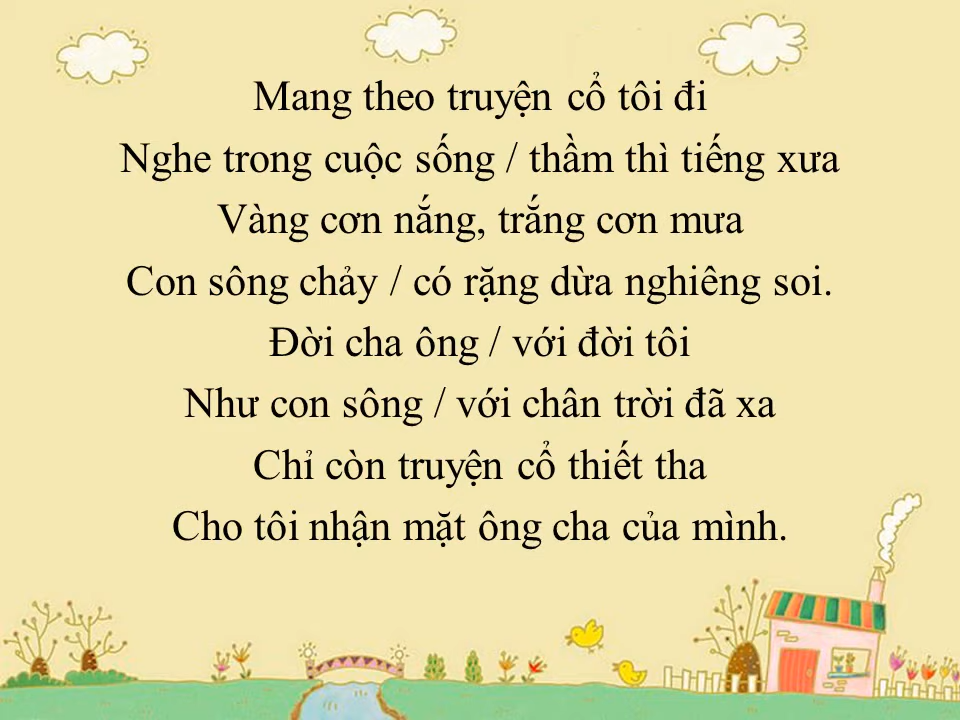 Mang theo truyện cổ tôi đi
Nghe trong cuộc sống / thầm thì tiếng xưa
Vàng cơn nắng, trắng cơn mưa
Con sông chảy / có rặng dừa nghiêng soi.
Đời cha ông / với đời tôi
Như con sông / với chân trời đã xa
Chỉ còn truyện cổ thiết tha
Cho tôi nhận mặt ông cha của mình.